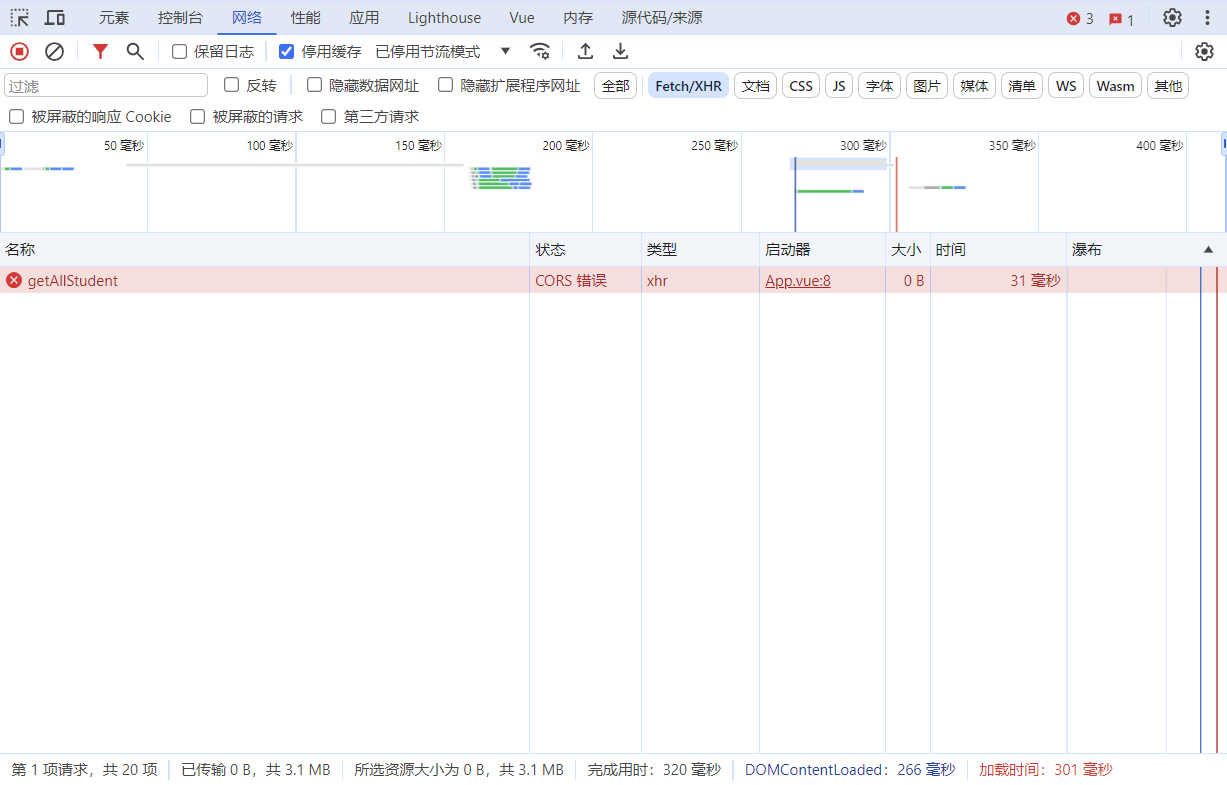 元素 控制台 网络 性能 应用 Lighthouse Vue 内存 源代码/来源 3 1
保留日志 停用缓存 已停用节流模式
过滤 反转 隐藏数据网址 隐藏扩展程序网址 全部 Fetch/XHR 文档 CSS JS 字体 图片 媒体 清单 WS Wasm 其他
被屏蔽的响应 Cookie 被屏蔽的请求 第三方请求
50 毫秒 100 毫秒 150 毫秒 200 毫秒 250 毫秒 300 毫秒 350 毫秒 400 毫秒
名称 状态 类型 启动器 大小 时间 瀑布
getAllStudent CORS 错误 xhr App.vue:8 0 B 31 毫秒
第 1 项请求，共 20 项 已传输 0 B，共 3.1 MB 所选资源大小为 0 B，共 3.1 MB 完成用时：320 毫秒 DOMContentLoaded：266 毫秒 加载时间：301 毫秒